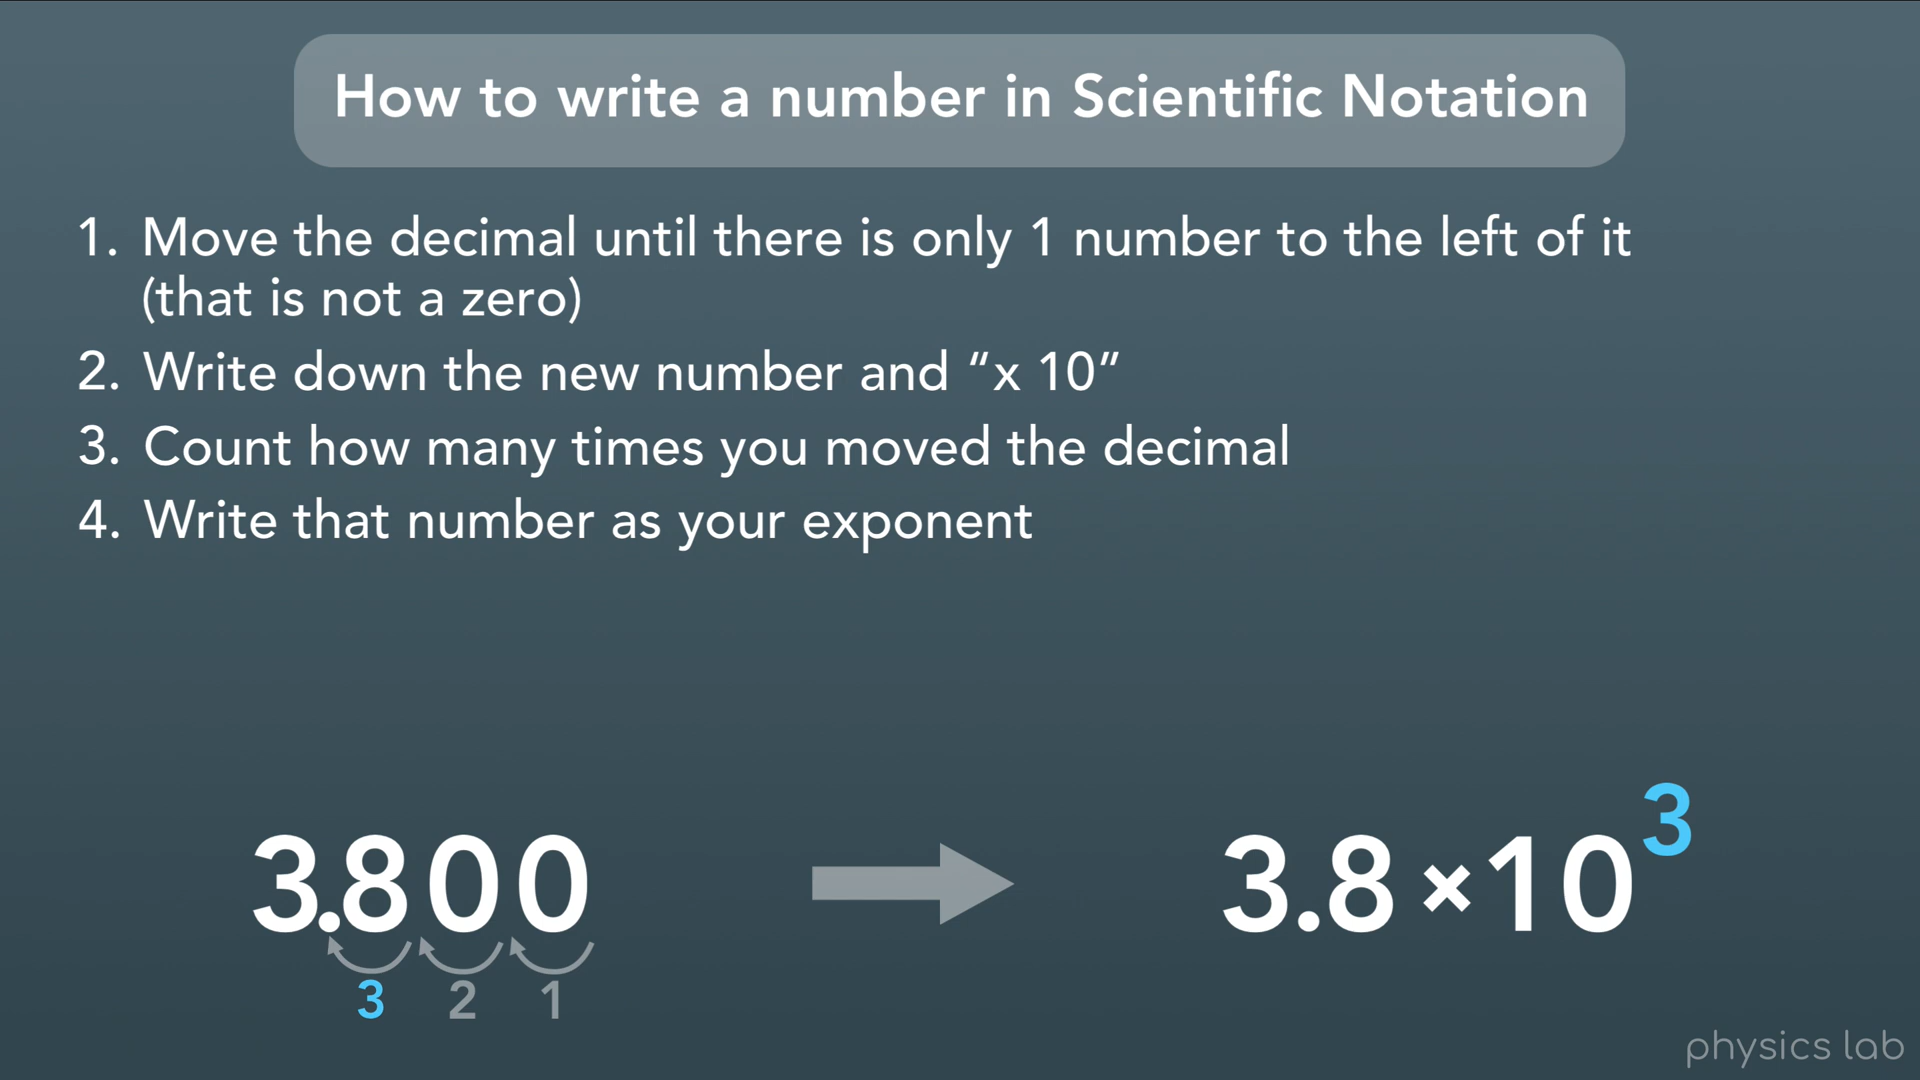 How to write a number in Scientific Notation
1. Move the decimal until there is only 1 number to the left of it
(that is not a zero)
2. Write down the new number and “x 10”
3. Count how many times you moved the decimal
4. Write that number as your exponent
3.800
3 2 1
3.8×10³
physics lab